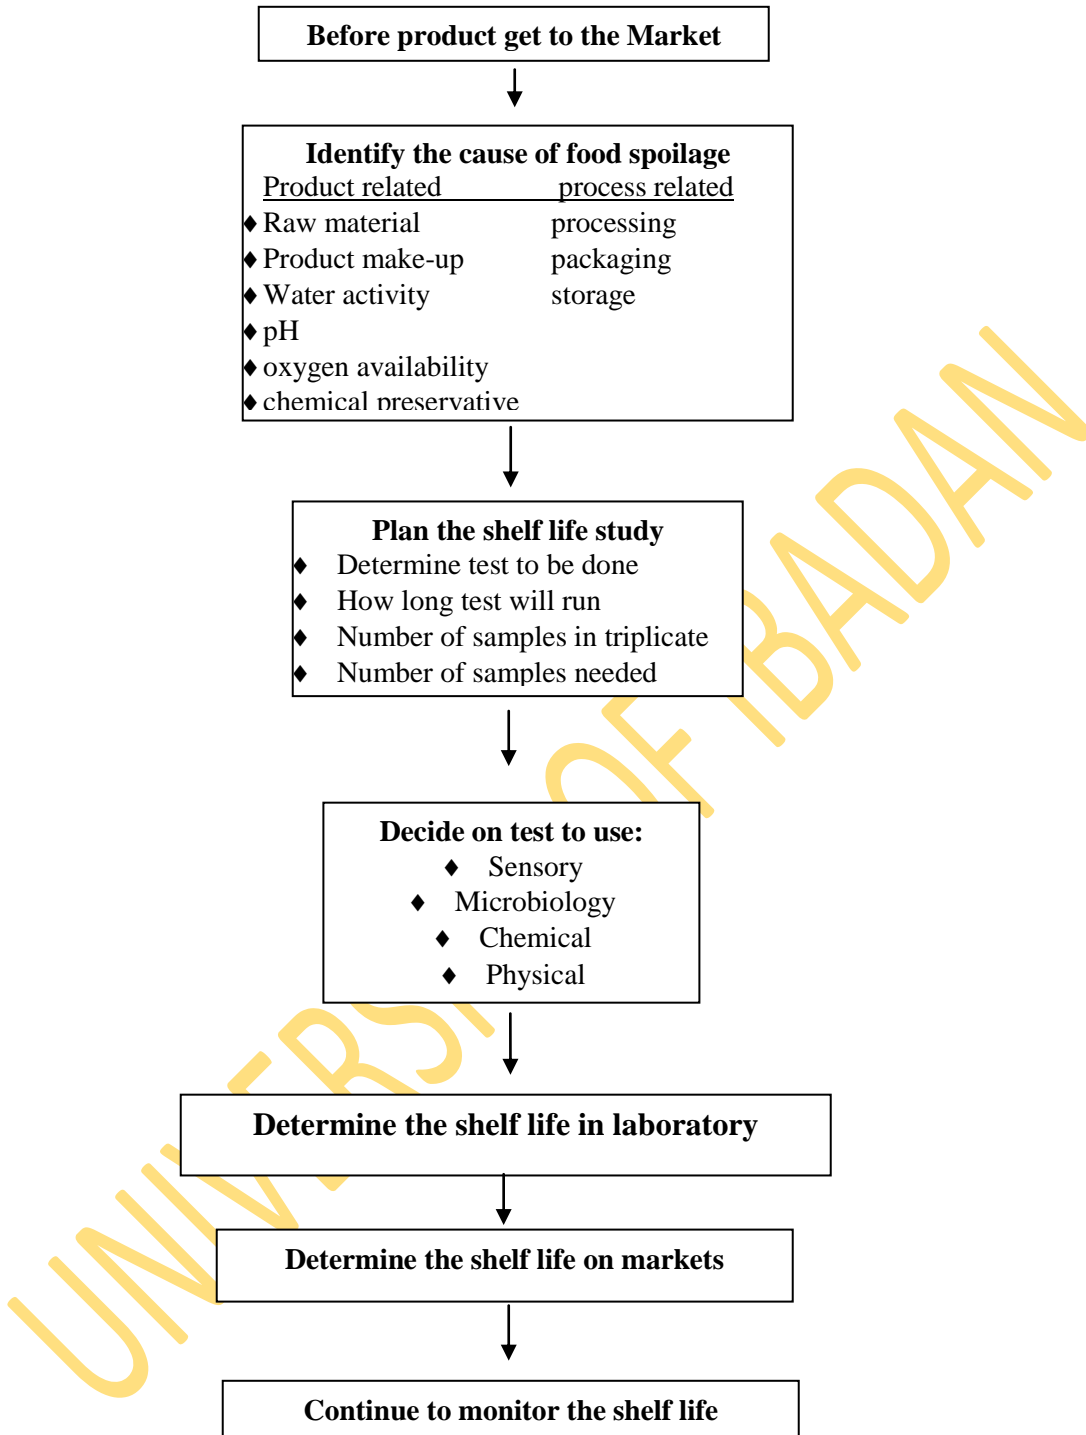 Before product get to the Market
Identify the cause of food spoilage
Product related process related
♦ Raw material processing
♦ Product make-up packaging
♦ Water activity storage
♦ pH
♦ oxygen availability
♦ chemical preservative
Plan the shelf life study
♦ Determine test to be done
♦ How long test will run
♦ Number of samples in triplicate
♦ Number of samples needed
Decide on test to use:
♦ Sensory
♦ Microbiology
♦ Chemical
♦ Physical
Determine the shelf life in laboratory
Determine the shelf life on markets
Continue to monitor the shelf life
UNIVERSITY OF IBADAN